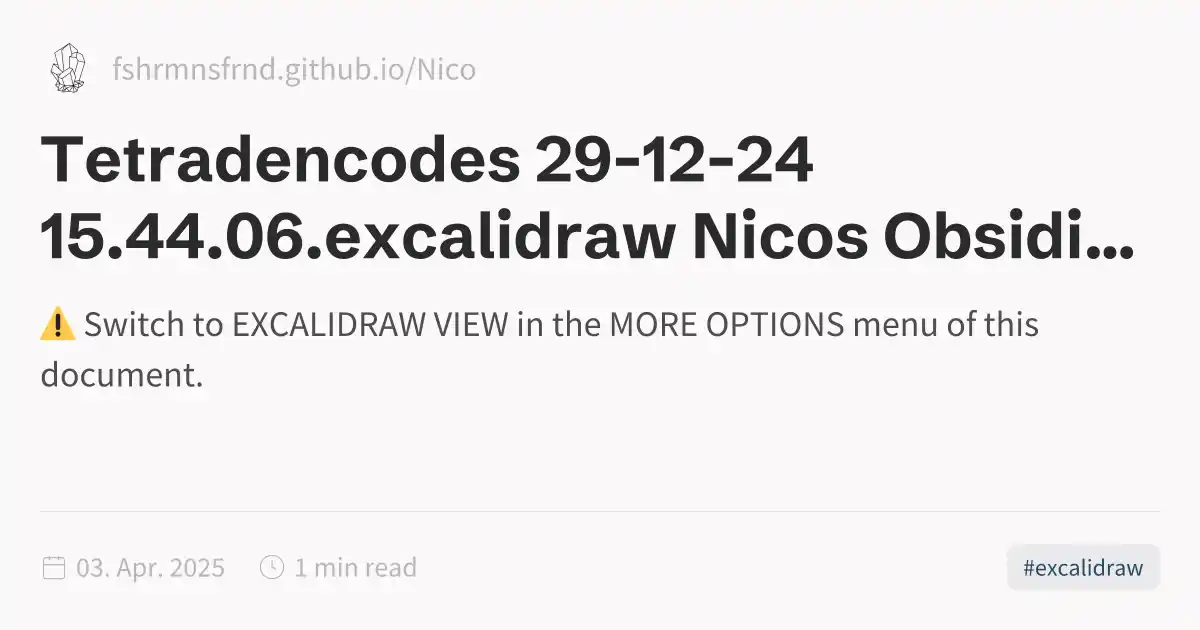 fshrmnsfrnd.github.io/Nico
Tetradencodes 29-12-24
15.44.06.excalidraw Nicos Obsidi...
⚠️ Switch to EXCALIDRAW VIEW in the MORE OPTIONS menu of this
document.
03. Apr. 2025 1 min read #excalidraw